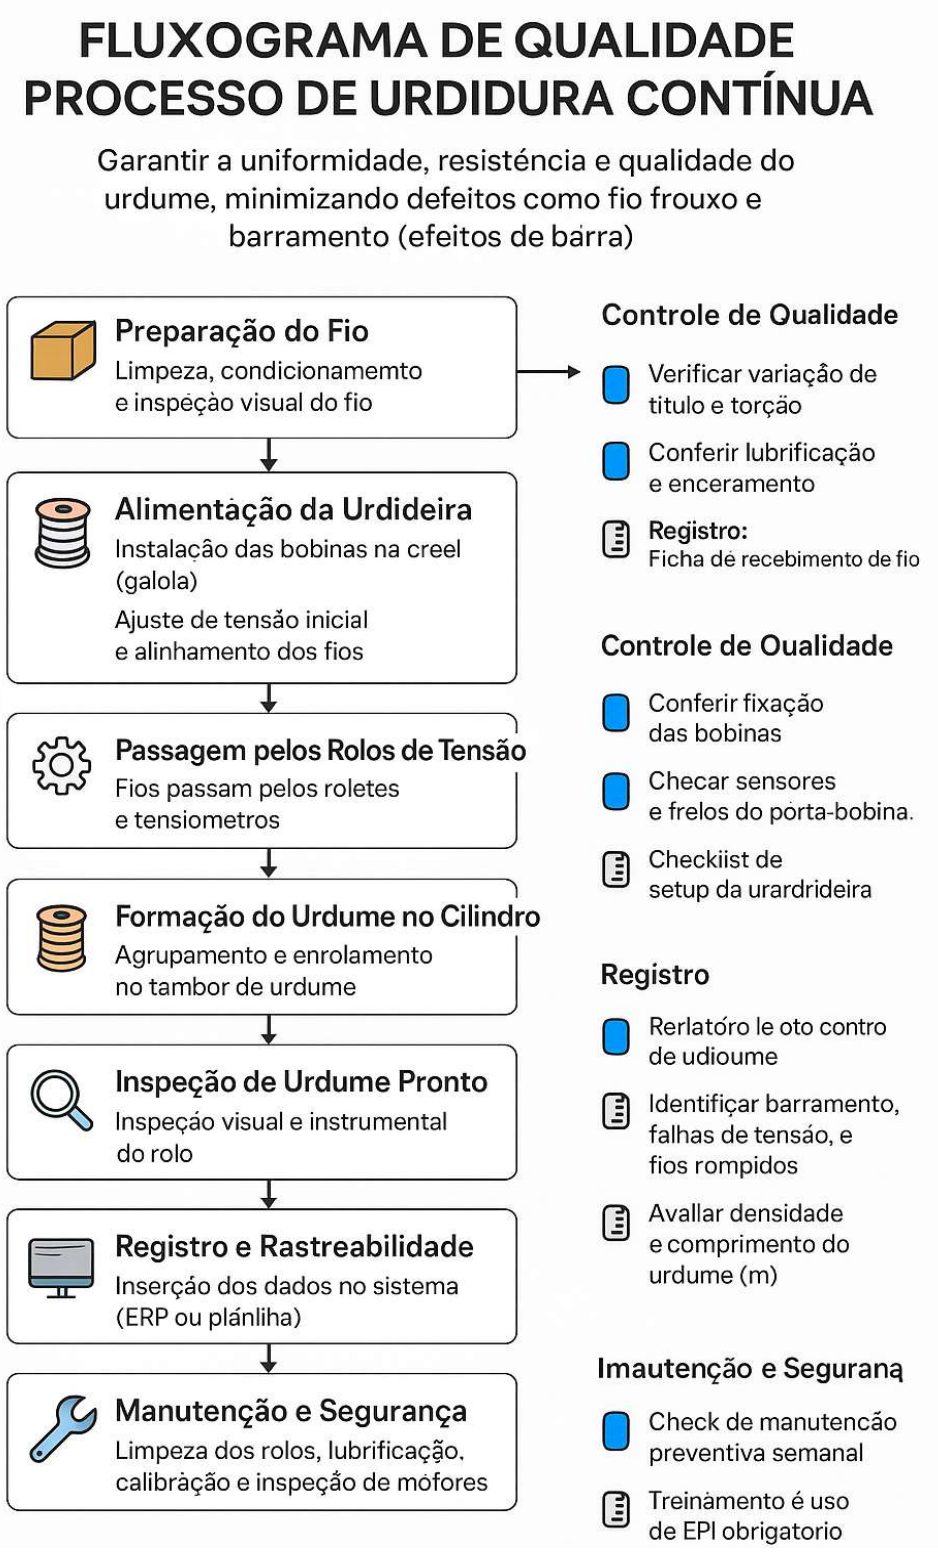 FLUXOGRAMA DE QUALIDADE
PROCESSO DE URDIDURA CONTÍNUA
Garantir a uniformidade, resisténcia e qualidade do
urdume, minimizando defeitos como fio frouxo e
barramento (efeitos de barra)
Preparação do Fio
Limpeza, condicionamemto
e inspéção visual do fio
Alimentação da Urdideira
Instalação das bobinas na creel
(galola)
Ajuste de tensão inicial
e alinhamento dos fios
Passagem pelos Rolos de Tensão
Fios passam pelos roletes
e tensiometros
Formação do Urdume no Cilindro
Agrupamento e enrolamento
no tambor de urdume
Inspeção de Urdume Pronto
Inspeçáo visual e instrumental
do rolo
Registro e Rastreabilidade
Inserção dos dados no sistema
(ERP ou plánliha)
Manutenção e Segurança
Limpeza dos rolos, lubrificação,
calibração e inspeção de mófores
Controle de Qualidade
Verificar variação de
titulo e torção
Conferir lubrificação
e enceramento
Registro:
Ficha dé recebimento de fio
Controle de Oualidade
Conferir fixação
das bobinas
Checar sensores
e frelos do pórta-bobina.
Checkiist de
setup da urardrideira
Registro
Rerlatóro le oto contro
de udioume
Identifiçar barramento,
falhas de tensáo, e
fios rompidos
Avallar densidade
e comprimento do
urdume (m)
Imautenção e Seguraną
Check de manutencão
preventiva semanal
Treinamento é uso
de EPI obrigatorio